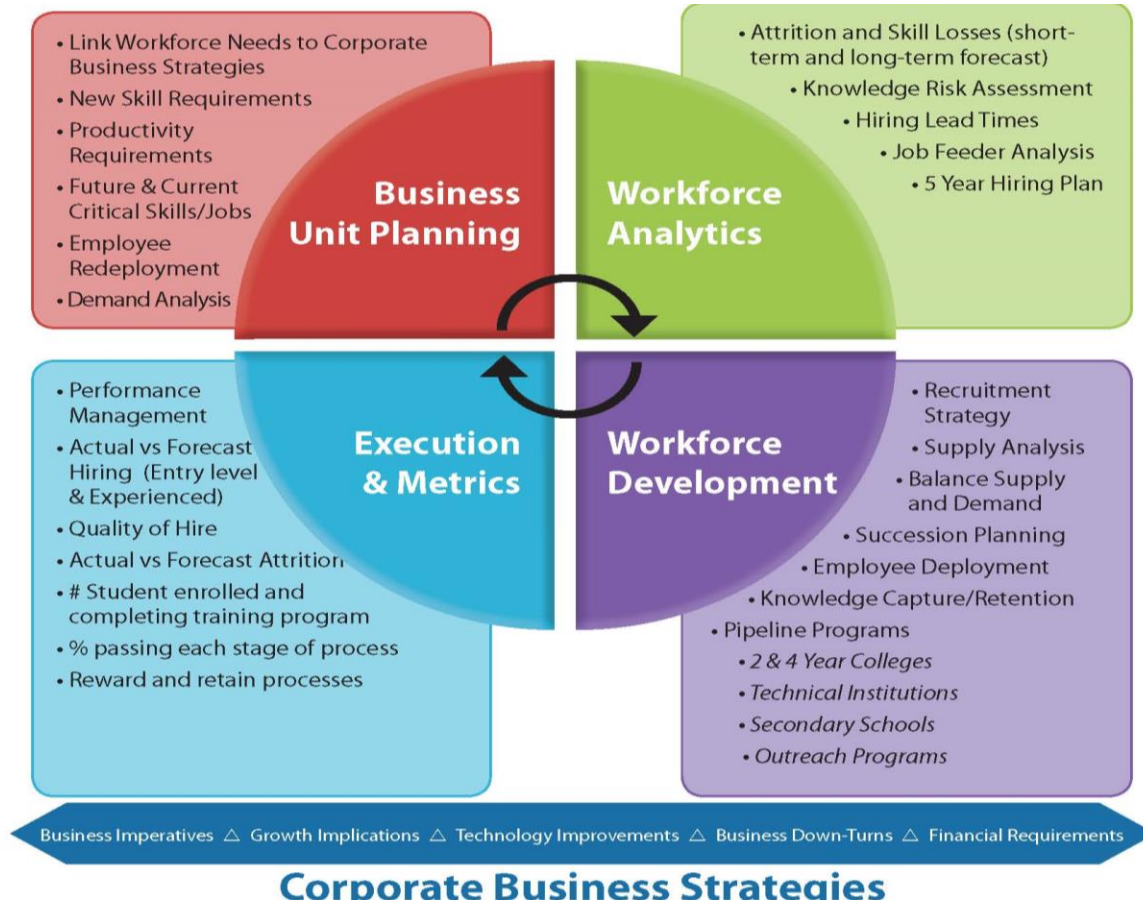 • Link Workforce Needs to Corporate
Business Strategies
• New Skill Requirements
• Productivity
Requirements
• Future & Current
Critical Skills/Jobs
• Employee
Redeployment
• Demand Analysis
Business
Unit Planning
• Attrition and Skill Losses (short-
term and long-term forecast)
• Knowledge Risk Assessment
• Hiring Lead Times
• Job Feeder Analysis
• 5 Year Hiring Plan
Workforce
Analytics
• Performance
Management
• Actual vs Forecast
Hiring (Entry level
& Experienced)
• Quality of Hire
• Actual vs Forecast Attrition
• # Student enrolled and
completing training program
• % passing each stage of process
• Reward and retain processes
Execution
& Metrics
Workforce
Development
• Recruitment
Strategy
• Supply Analysis
• Balance Supply
and Demand
• Succession Planning
• Employee Deployment
• Knowledge Capture/Retention
• Pipeline Programs
• 2 & 4 Year Colleges
• Technical Institutions
• Secondary Schools
• Outreach Programs
Business Imperatives △ Growth Implications △ Technology Improvements △ Business Down-Turns △ Financial Requirements
Corporate Business Strategies